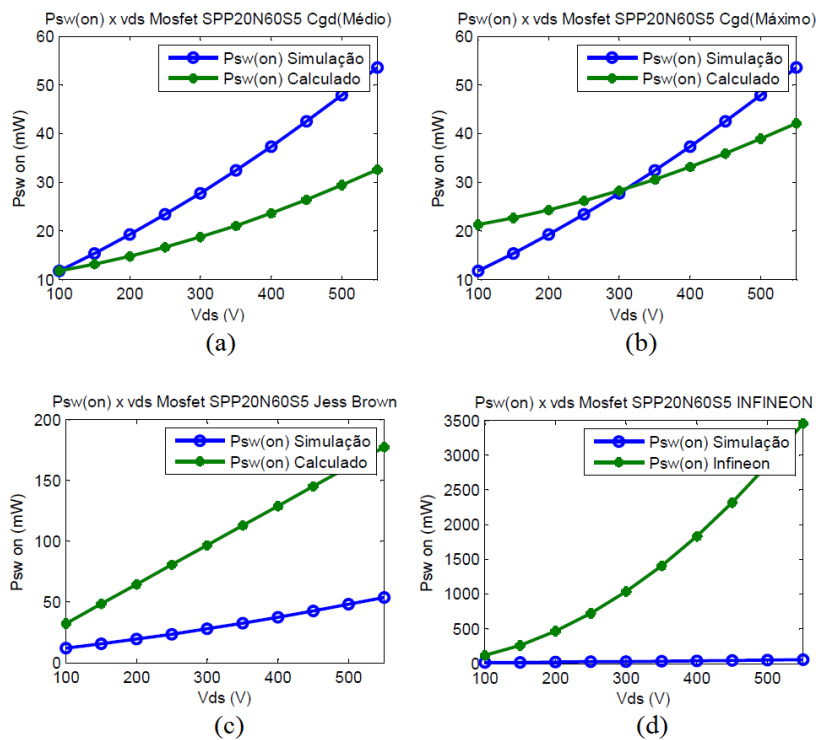 Psw(on) x vds Mosfet SPP20N60S5 Cgd(Médio)
60
50
40
30
20
10
Psw on (mW)
Psw(on) Simulação
Psw(on) Calculado
100 200 300 400 500
Vds (V)
(a)
Psw(on) x vds Mosfet SPP20N60S5 Cgd(Máximo)
60
50
40
30
20
10
Psw on (mW)
Psw(on) Simulação
Psw(on) Calculado
100 200 300 400 500
Vds (V)
(b)
Psw(on) x vds Mosfet SPP20N60S5 Jess Brown
200
150
100
50
0
Psw on (mW)
Psw(on) Simulação
Psw(on) Calculado
100 200 300 400 500
Vds (V)
(c)
Psw(on) x vds Mosfet SPP20N60S5 INFINEON
3500
3000
2500
2000
1500
1000
500
0
Psw on (mW)
Psw(on) Simulação
Psw(on) Infineon
100 200 300 400 500
Vds (V)
(d)